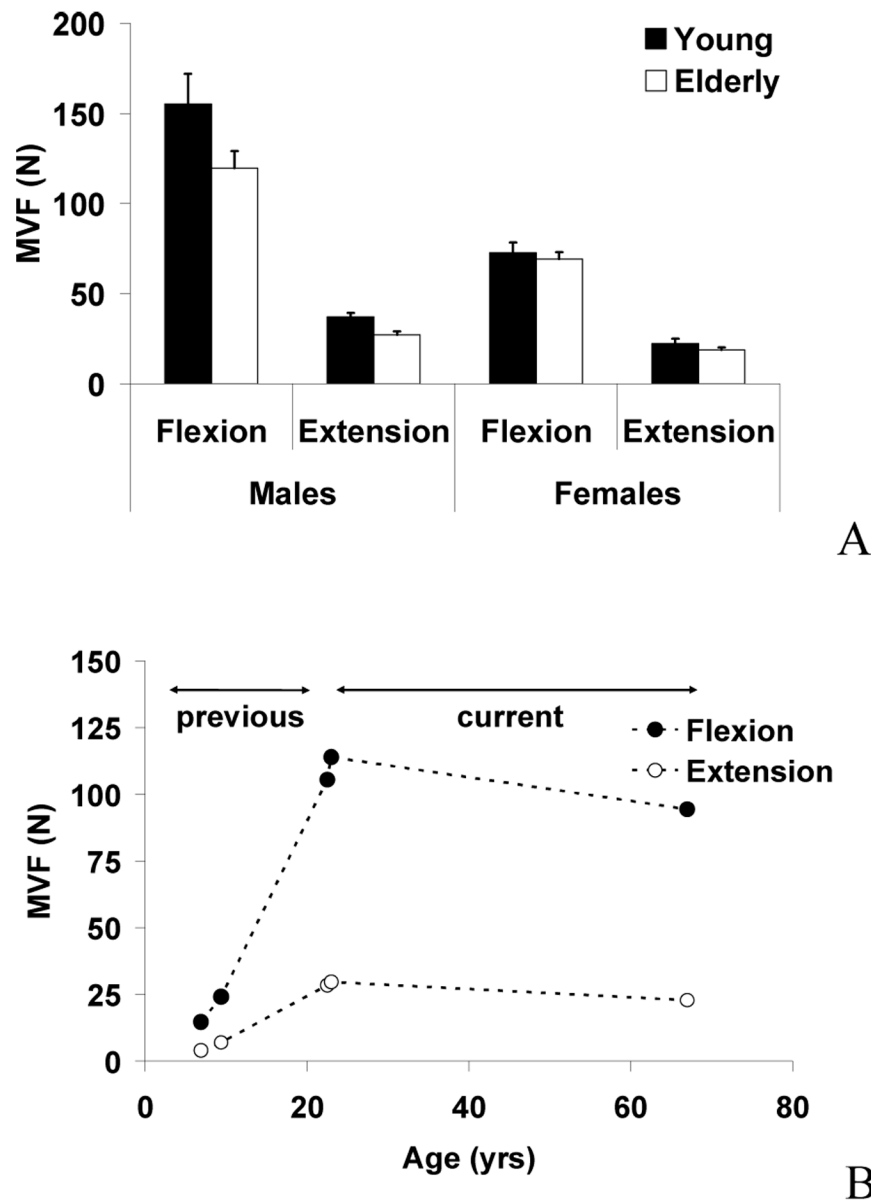 200
150
100
50
0
MVF (N)
Young
Elderly
Flexion Extension Flexion Extension
Males Females
A
150
125
100
75
50
25
0
MVF (N)
previous current
Flexion
Extension
0 20 40 60 80
Age (yrs)
B